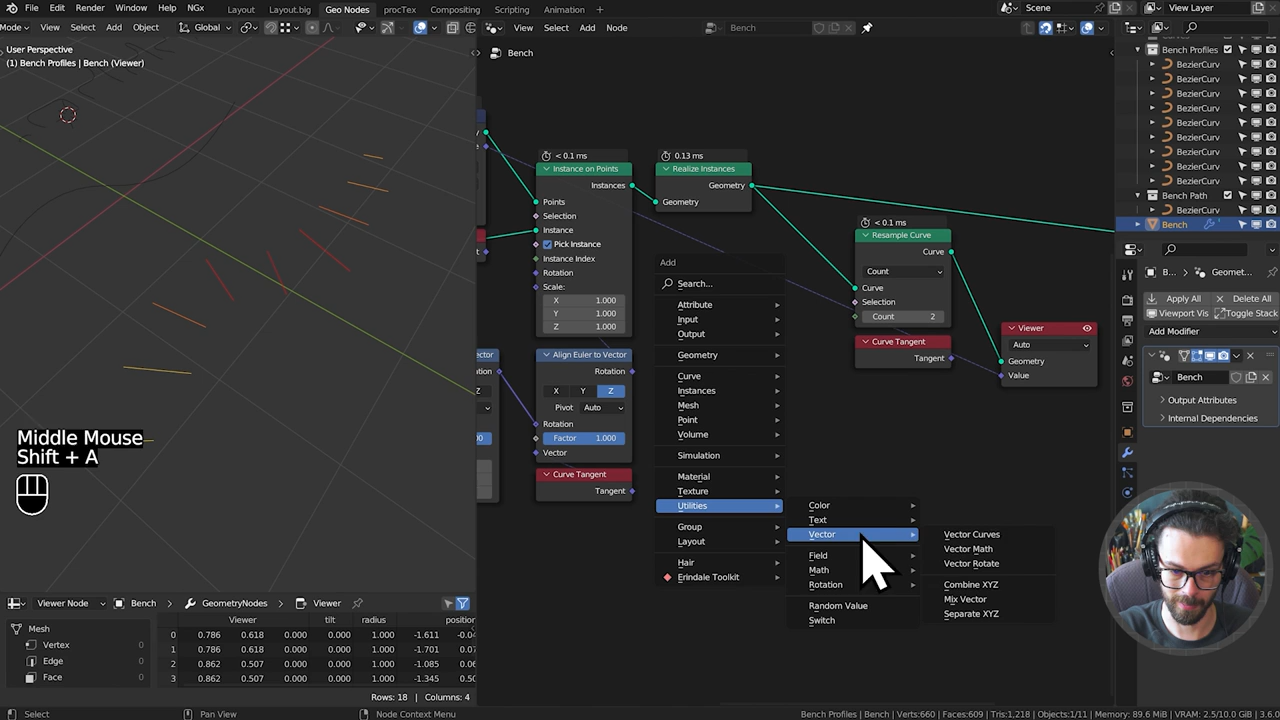 File Edit Render Window Help NGx Layout Layout.big Geo Nodes procTex Compositing Scripting Animation + Scene View Layer
Mode View Select Add Object Global View Select Add Node Bench
User Perspective
(1) Bench Profiles | Bench (Viewer)
Bench
Bench Profiles
BezierCurv
BezierCurv
BezierCurv
BezierCurv
BezierCurv
BezierCurv
BezierCurv
BezierCurv
BezierCurv
Bench Path
BezierCurv
Bench
< 0.1 ms
Instance on Points
Instances
Points
Selection
Instance
Pick Instance
Instance Index
Rotation
Scale:
X 1.000
Y 1.000
Z 1.000
0.13 ms
Realize Instances
Geometry
Geometry
< 0.1 ms
Resample Curve
Curve
Count
Curve
Selection
Count 2
Curve Tangent
Tangent
Viewer
Auto
Geometry
Value
Align Euler to Vector
Rotation
X Y Z
Pivot Auto
Rotation
Factor 1.000
Vector
Curve Tangent
Tangent
Add
Search...
Attribute
Input
Output
Geometry
Curve
Instances
Mesh
Point
Volume
Simulation
Material
Texture
Utilities
Group
Layout
Hair
Erindale Toolkit
Color
Text
Vector
Field
Math
Rotation
Random Value
Switch
Vector Curves
Vector Math
Vector Rotate
Combine XYZ
Mix Vector
Separate XYZ
B... Geomet...
Apply All Delete All
Viewport Vis Toggle Stack
Add Modifier
Bench
Output Attributes
Internal Dependencies
Middle Mouse
Shift + A
Viewer Node Bench GeometryNodes Viewer
Mesh
Vertex 0
Edge 0
Face 0
Viewer tilt radius position
0 0.786 0.618 0.000 0.000 1.000 -1.611 -0.04
1 0.786 0.618 0.000 0.000 1.000 -1.701 0.07
2 0.862 0.507 0.000 0.000 1.000 -1.085 0.06
3 0.862 0.507 0.000 0.000 1.000 -1.345 0.00
Rows: 18 | Columns: 4
Select Pan View Node Context Menu Bench Profiles | Bench | Verts:660 | Faces:609 | Tris:1,218 | Objects:1/11 | Memory: 89.6 MiB | VRAM: 2.5/10.0 GiB | 3.6.0